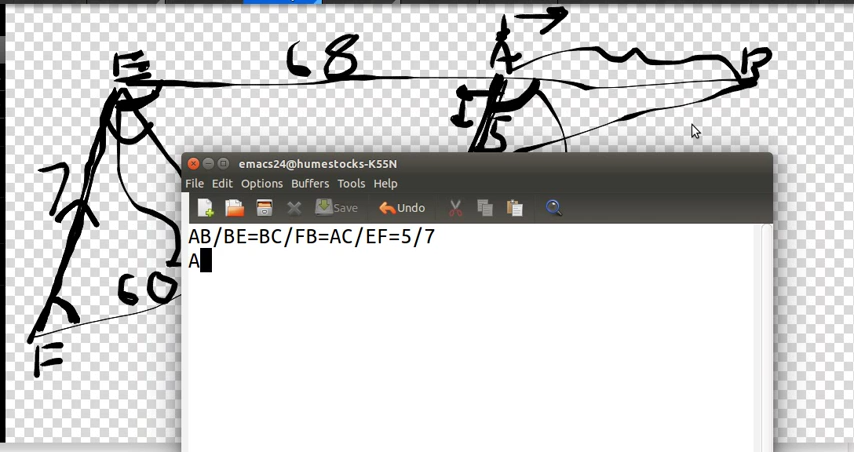 E
68
A
B
I
5
7
60
F
emacs24@humestocks-K55N
File Edit Options Buffers Tools Help
Save Undo
AB/BE=BC/FB=AC/EF=5/7
A